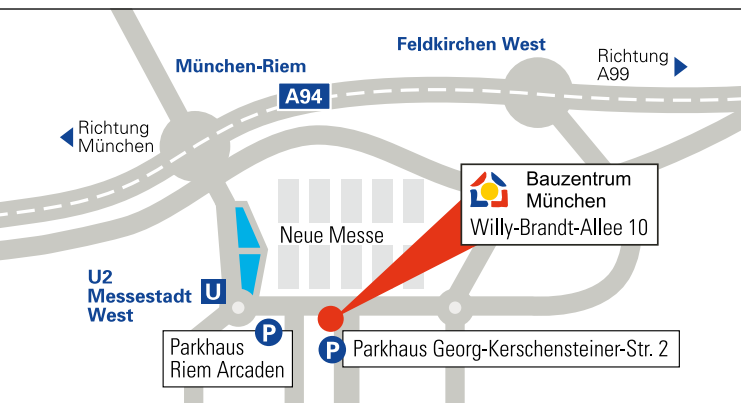 Feldkirchen West
München-Riem
Richtung
A99
A94
Richtung
München
Bauzentrum
München
Willy-Brandt-Allee 10
Neue Messe
U2
Messestadt
West
U
P
Parkhaus
Riem Arcaden
P
Parkhaus Georg-Kerschensteiner-Str. 2